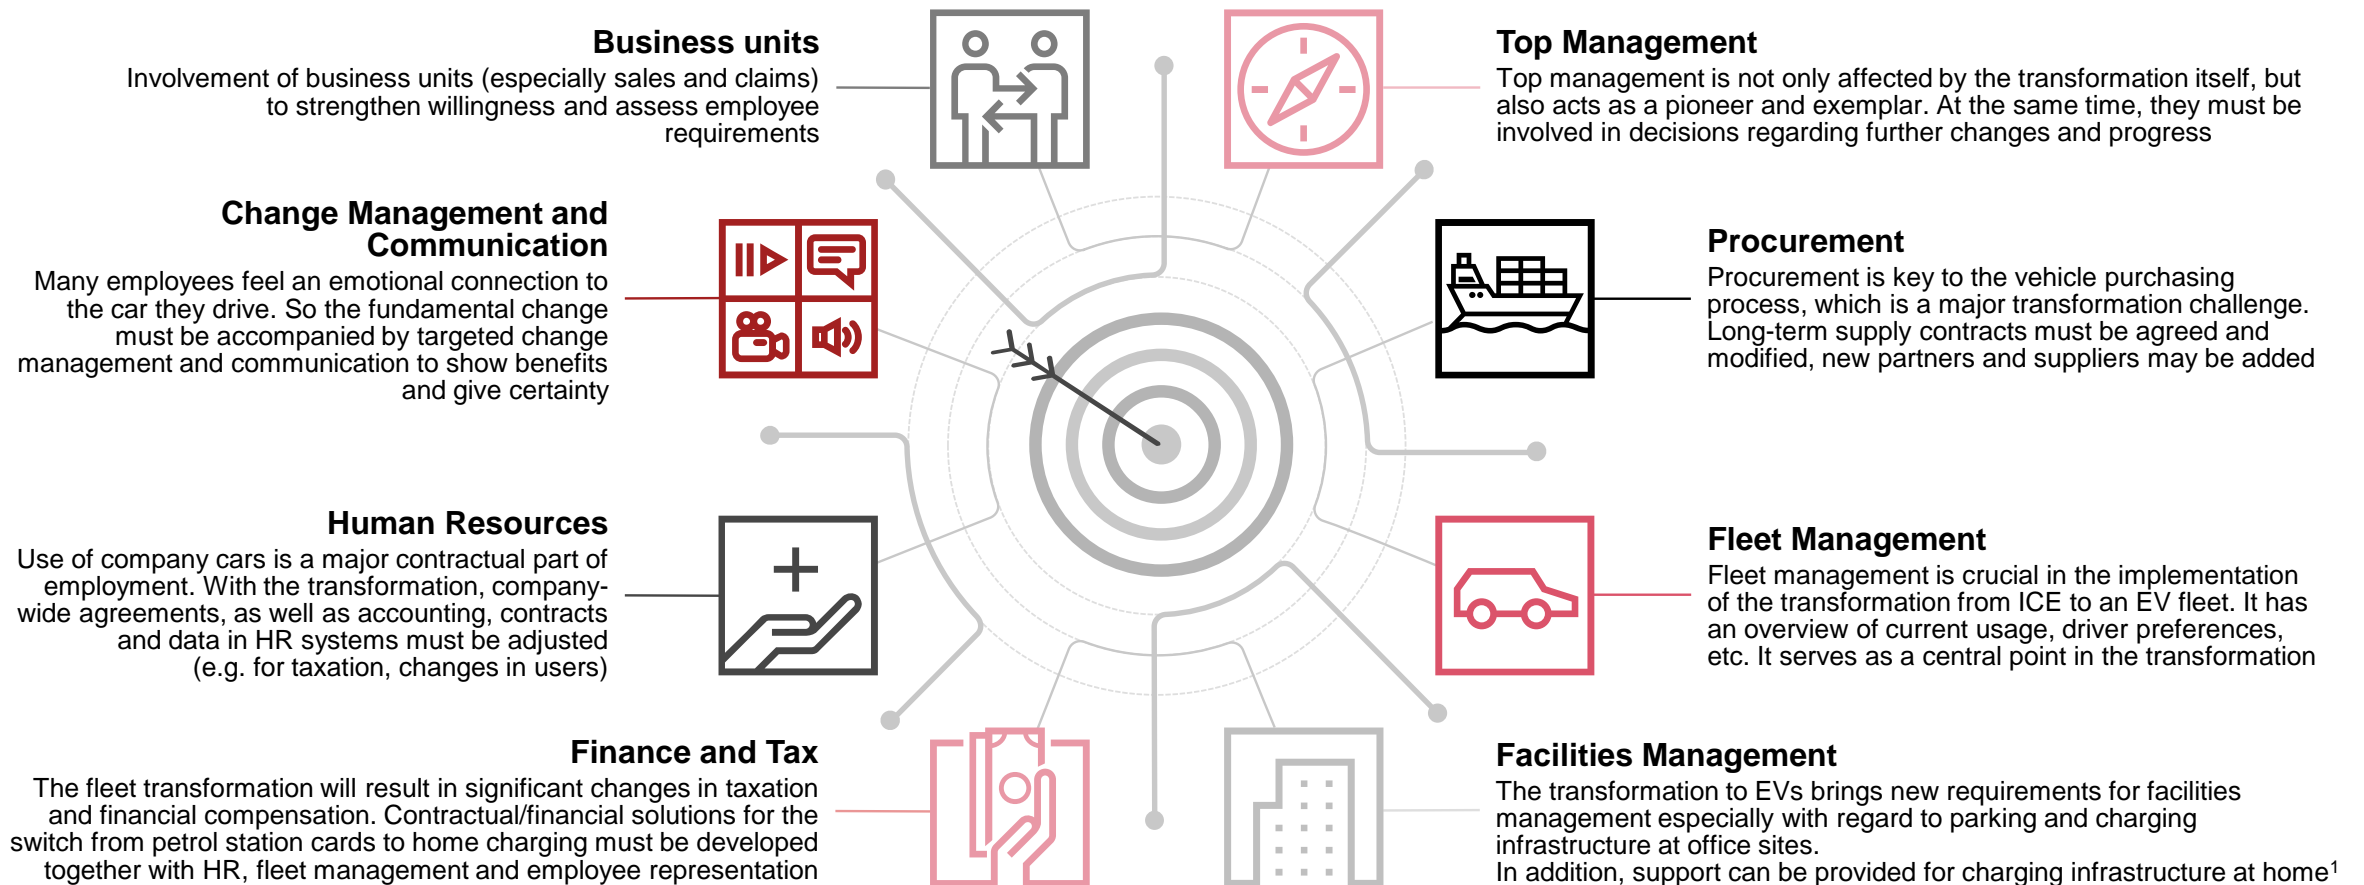 Business units
Involvement of business units (especially sales and claims)
to strengthen willingness and assess employee
requirements
Top Management
Top management is not only affected by the transformation itself, but
also acts as a pioneer and exemplar. At the same time, they must be
involved in decisions regarding further changes and progress
Change Management and
Communication
Many employees feel an emotional connection to
the car they drive. So the fundamental change
must be accompanied by targeted change
management and communication to show benefits
and give certainty
Procurement
Procurement is key to the vehicle purchasing
process, which is a major transformation challenge.
Long-term supply contracts must be agreed and
modified, new partners and suppliers may be added
Human Resources
Use of company cars is a major contractual part of
employment. With the transformation, company-
wide agreements, as well as accounting, contracts
and data in HR systems must be adjusted
(e.g. for taxation, changes in users)
Fleet Management
Fleet management is crucial in the implementation
of the transformation from ICE to an EV fleet. It has
an overview of current usage, driver preferences,
etc. It serves as a central point in the transformation
Finance and Tax
The fleet transformation will result in significant changes in taxation
and financial compensation. Contractual/financial solutions for the
switch from petrol station cards to home charging must be developed
together with HR, fleet management and employee representation
Facilities Management
The transformation to EVs brings new requirements for facilities
management especially with regard to parking and charging
infrastructure at office sites.
In addition, support can be provided for charging infrastructure at home¹